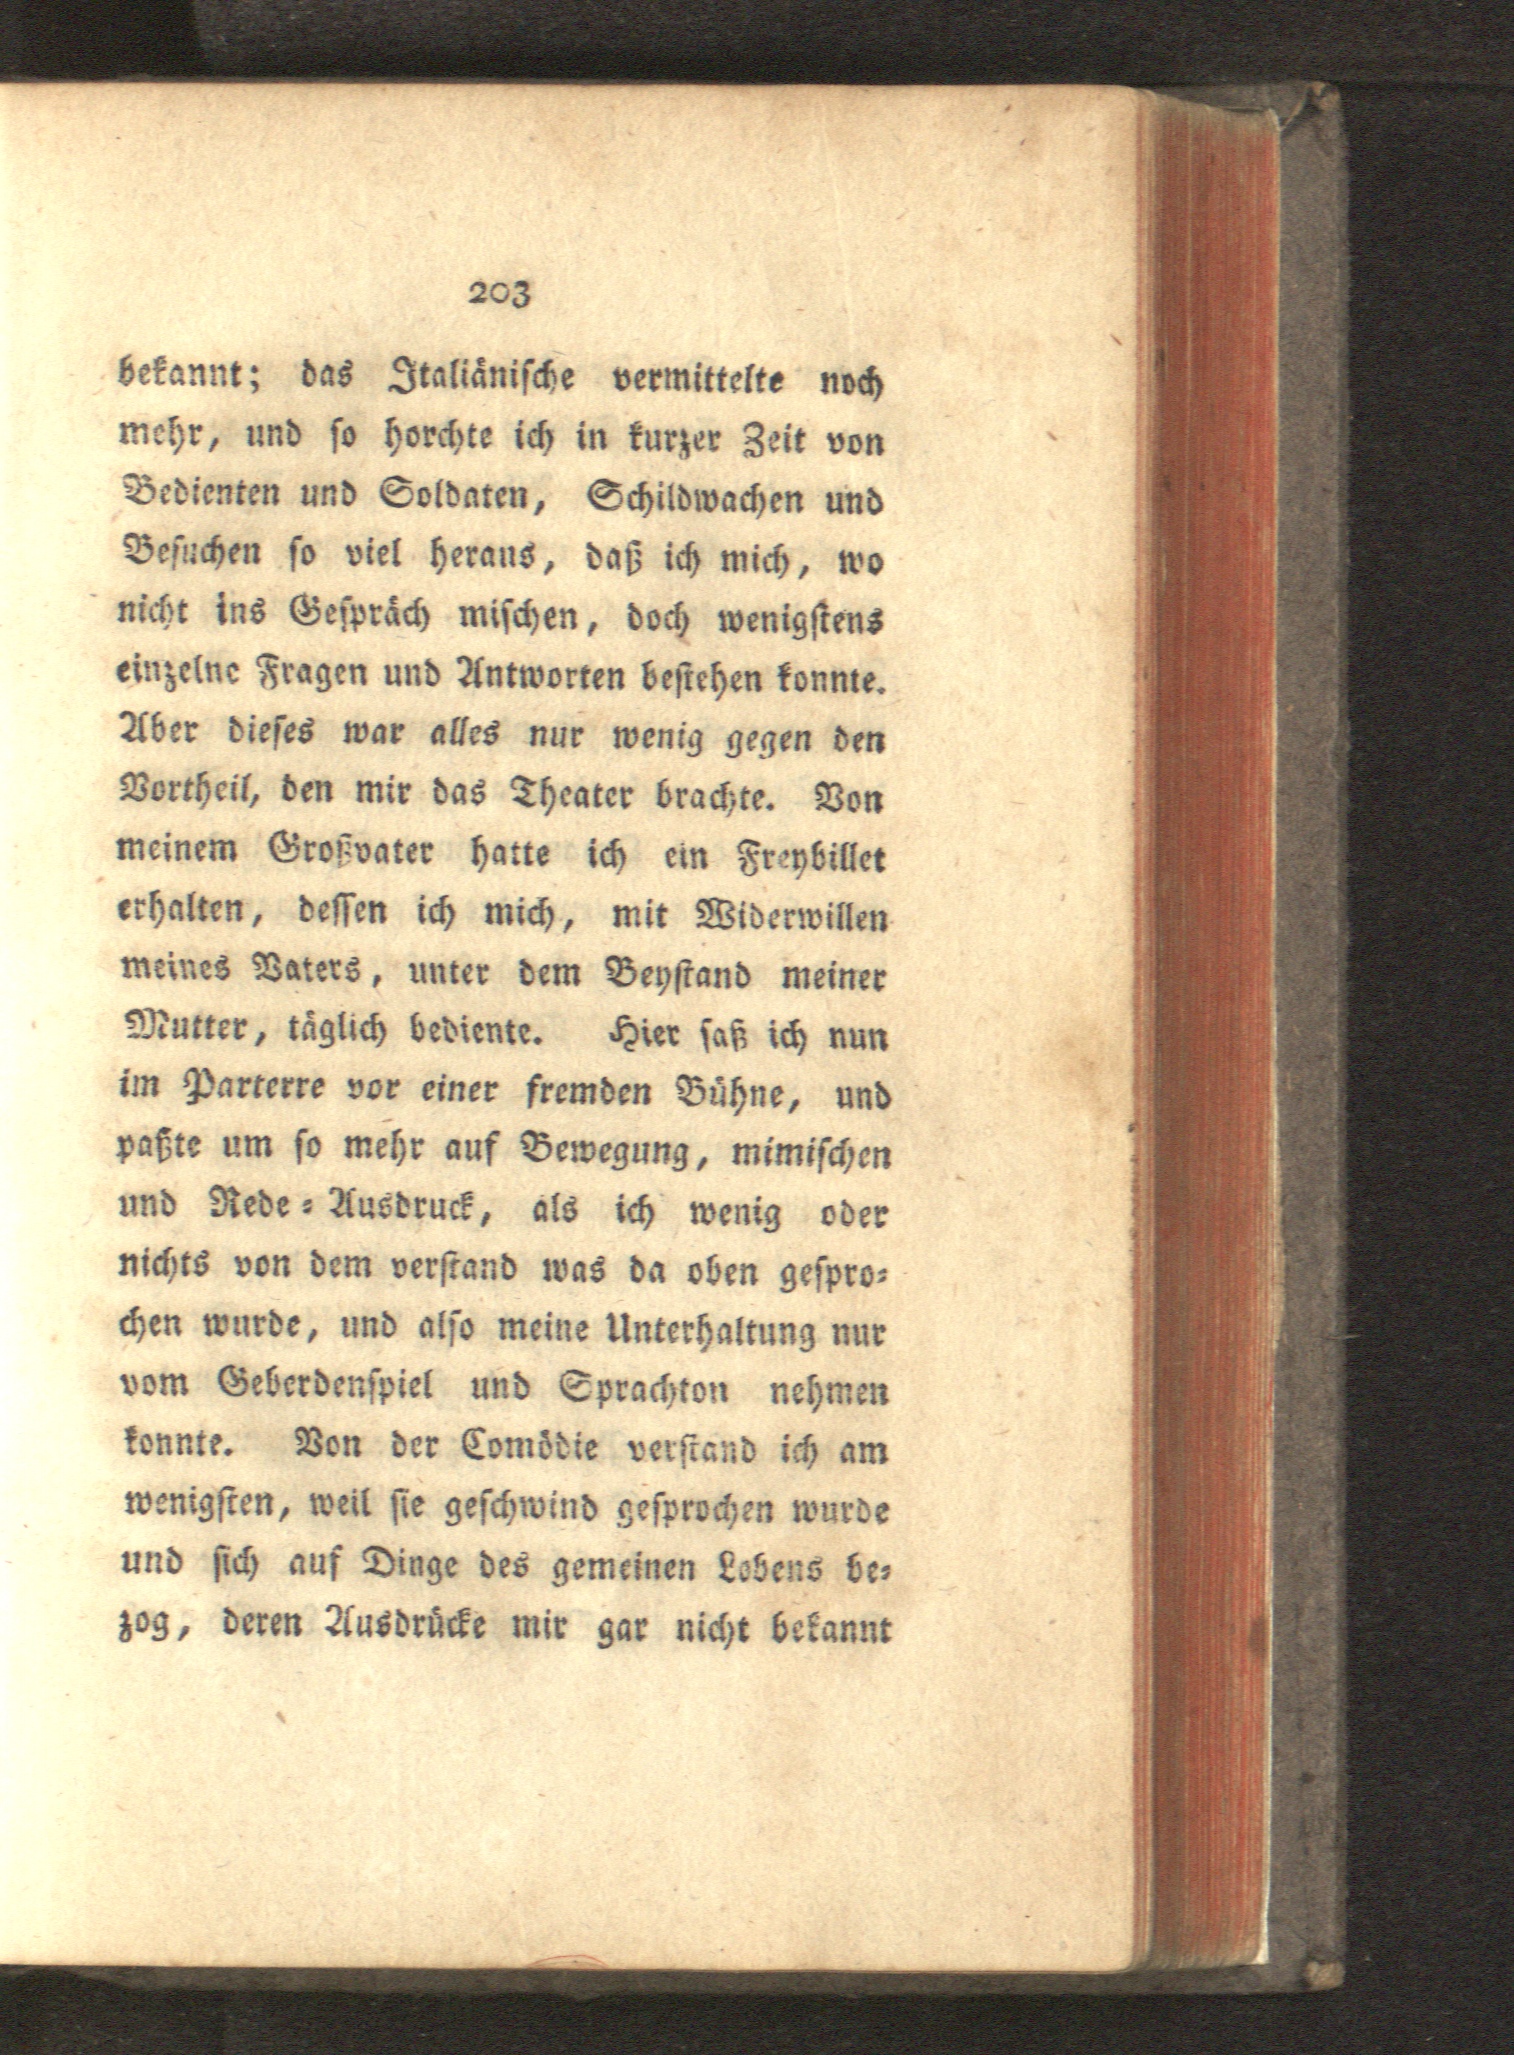 203
bekannt; das Italiänische vermittelte noch
mehr, und so horchte ich in kurzer Zeit von
Bedienten und Soldaten, Schildwachen und
Besuchen so viel heraus, daß ich mich, wo
nicht ins Gespräch mischen, doch wenigstens
einzelne Fragen und Antworten bestehen konnte.
Aber dieses war alles nur wenig gegen den
Vortheil, den mir das Theater brachte. Von
meinem Großvater hatte ich ein Freybillet
erhalten, dessen ich mich, mit Widerwillen
meines Vaters, unter dem Beystand meiner
Mutter, täglich bediente. Hier saß ich nun
im Parterre vor einer fremden Bühne, und
paßte um so mehr auf Bewegung, mimischen
und Rede-Ausdruck, als ich wenig oder
nichts von dem verstand was da oben gespro-
chen wurde, und also meine Unterhaltung nur
vom Geberdenspiel und Sprachton nehmen
konnte. Von der Comödie verstand ich am
wenigsten, weil sie geschwind gesprochen wurde
und sich auf Dinge des gemeinen Lebens be-
zog, deren Ausdrücke mir gar nicht bekannt